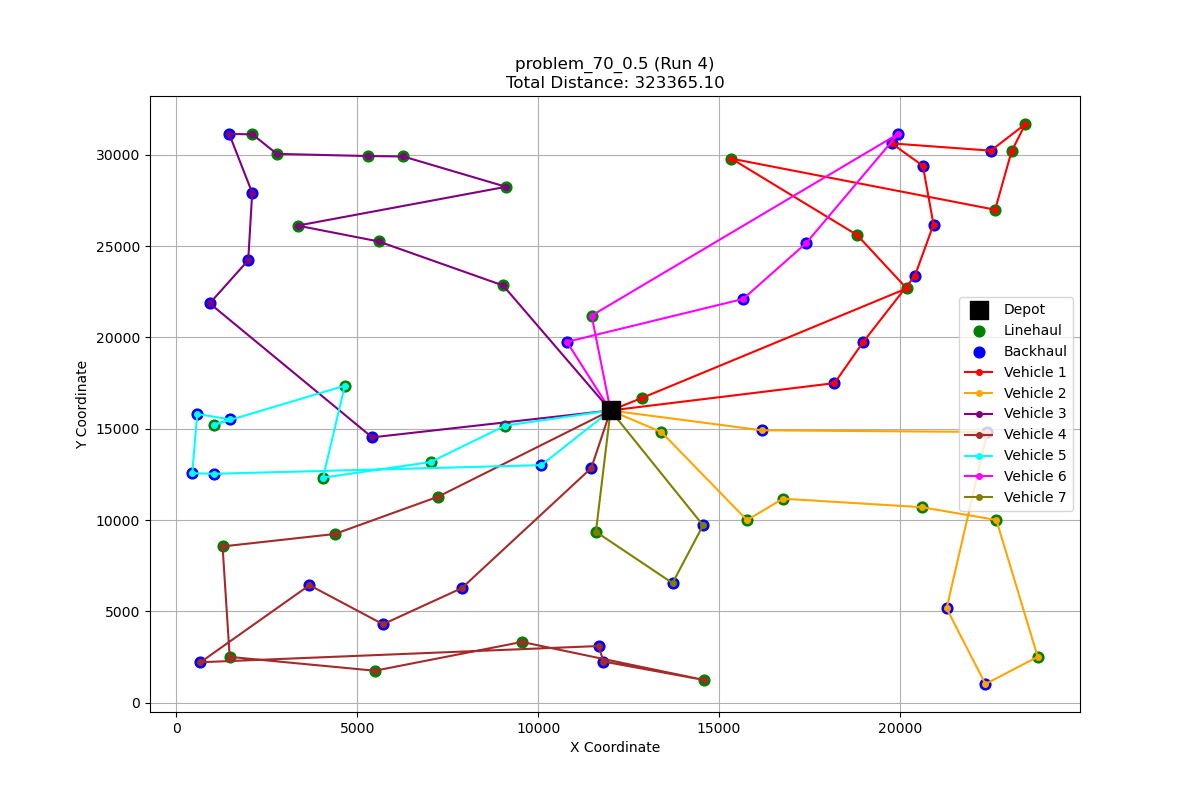 problem_70_0.5 (Run 4)
Total Distance: 323365.10
Y Coordinate
30000
25000
20000
15000
10000
5000
0
Depot
Linehaul
Backhaul
Vehicle 1
Vehicle 2
Vehicle 3
Vehicle 4
Vehicle 5
Vehicle 6
Vehicle 7
0 5000 10000 15000 20000
X Coordinate